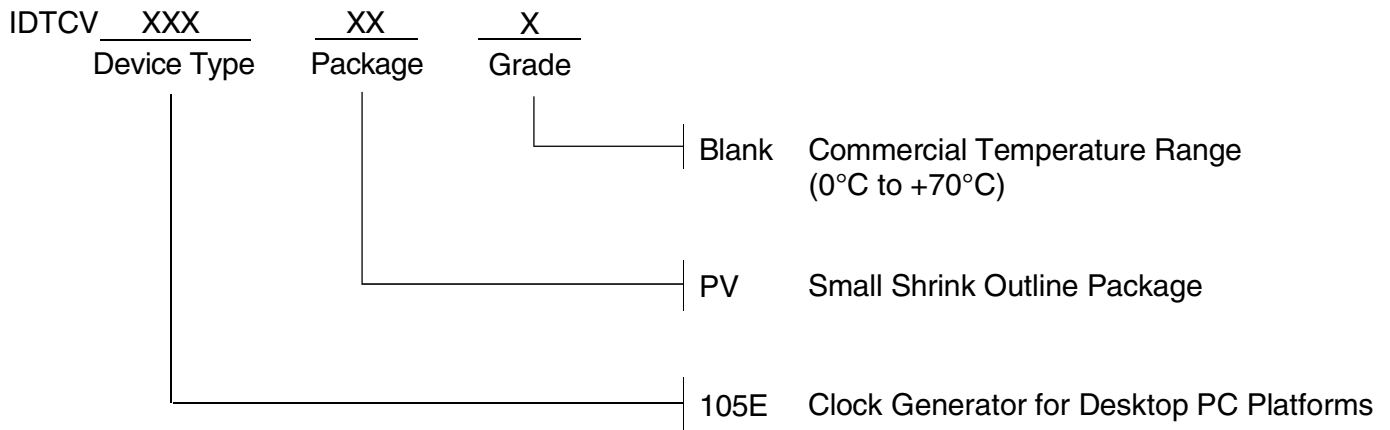 IDTCV XXX XX X
Device Type Package Grade
Blank Commercial Temperature Range
(0°C to +70°C)
PV Small Shrink Outline Package
105E Clock Generator for Desktop PC Platforms